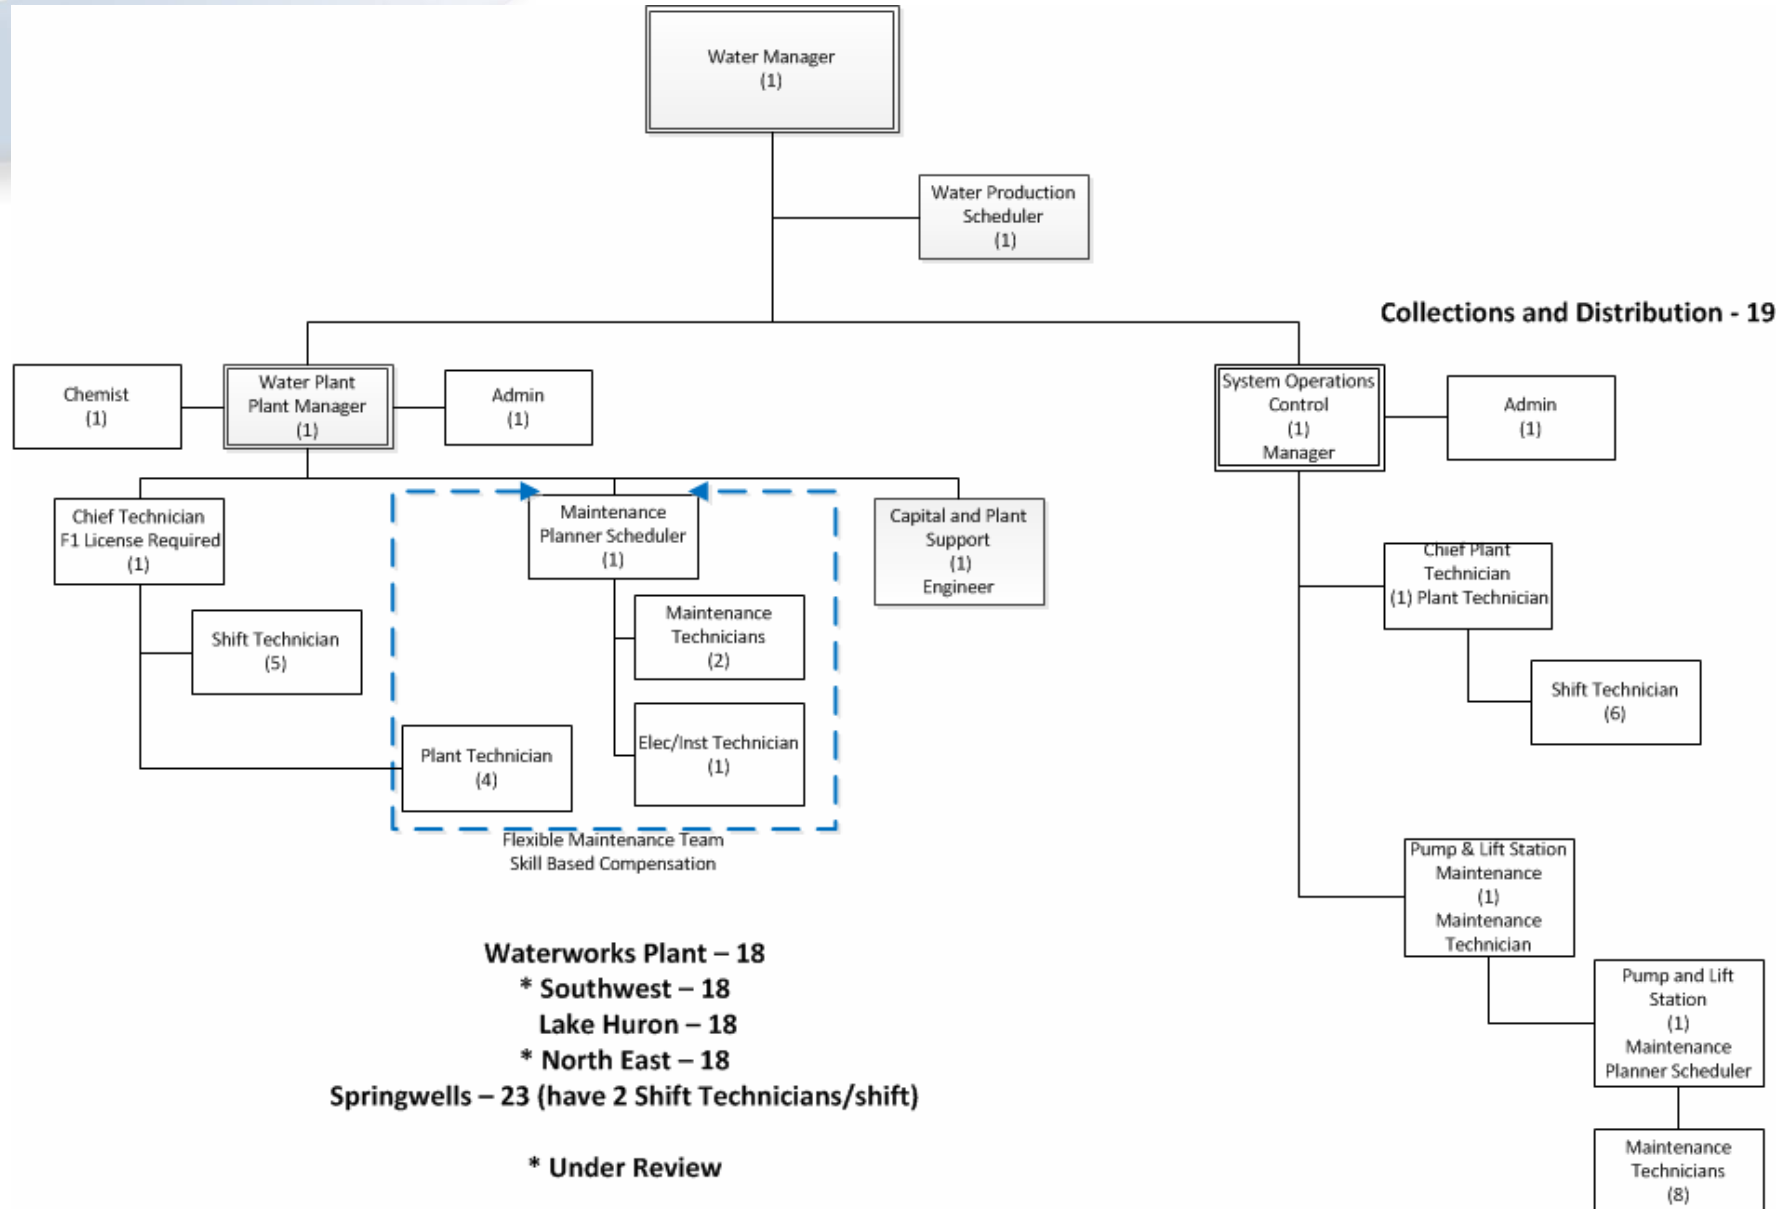 Water Manager
(1)
Water Production
Scheduler
(1)
Collections and Distribution - 19
Chemist
(1)
Water Plant
Plant Manager
(1)
Admin
(1)
System Operations
Control
(1)
Manager
Admin
(1)
Chief Technician
F1 License Required
(1)
Maintenance
Planner Scheduler
(1)
Capital and Plant
Support
(1)
Engineer
Chief Plant
Technician
(1) Plant Technician
Shift Technician
(5)
Maintenance
Technicians
(2)
Shift Technician
(6)
Plant Technician
(4)
Elec/Inst Technician
(1)
Flexible Maintenance Team
Skill Based Compensation
Pump & Lift Station
Maintenance
(1)
Maintenance
Technician
Pump and Lift
Station
(1)
Maintenance
Planner Scheduler
Maintenance
Technicians
(8)
Waterworks Plant – 18
* Southwest – 18
Lake Huron – 18
* North East – 18
Springwells – 23 (have 2 Shift Technicians/shift)
* Under Review